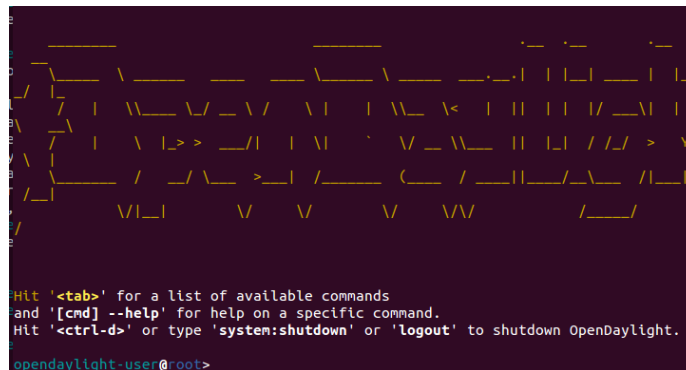 Hit '<tab>' for a list of available commands
and '[cmd] --help' for help on a specific command.
Hit '<ctrl-d>' or type 'system:shutdown' or 'logout' to shutdown OpenDaylight.
opendaylight-user@root>